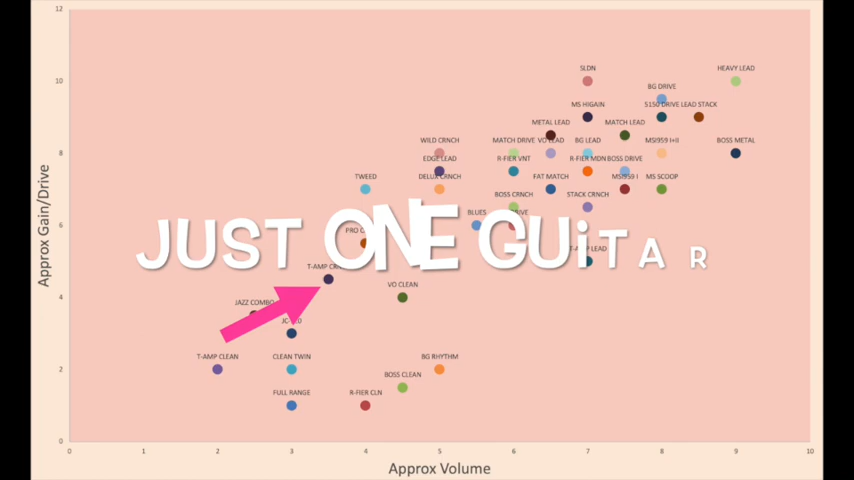 12
SLDN
HEAVY LEAD
10
BG DRIVE
MS HIGAIN
5150 DRIVE LEAD STACK
METAL LEAD
MATCH LEAD
WILD CRNCH
MATCH DRIVE
VO LEAD
BG LEAD
MSI959 I+II
BOSS METAL
8
EDGE LEAD
R-FIER VNT
R-FIER MDN
BOSS DRIVE
TWEED
DELUX CRNCH
FAT MATCH
MSI959 I
MS SCOOP
BOSS CRNCH
STACK CRNCH
BLUES
6
PRO
JUST ONE GUiTAR
LEAD
T-AMP
VO CLEAN
4
JAZZ COMBO
T-AMP CLEAN
CLEAN TWIN
BG RHYTHM
2
BOSS CLEAN
FULL RANGE
R-FIER CLN
0
0 1 2 3 4 5 6 7 8 9 10
Approx Volume
Approx Gain/Drive